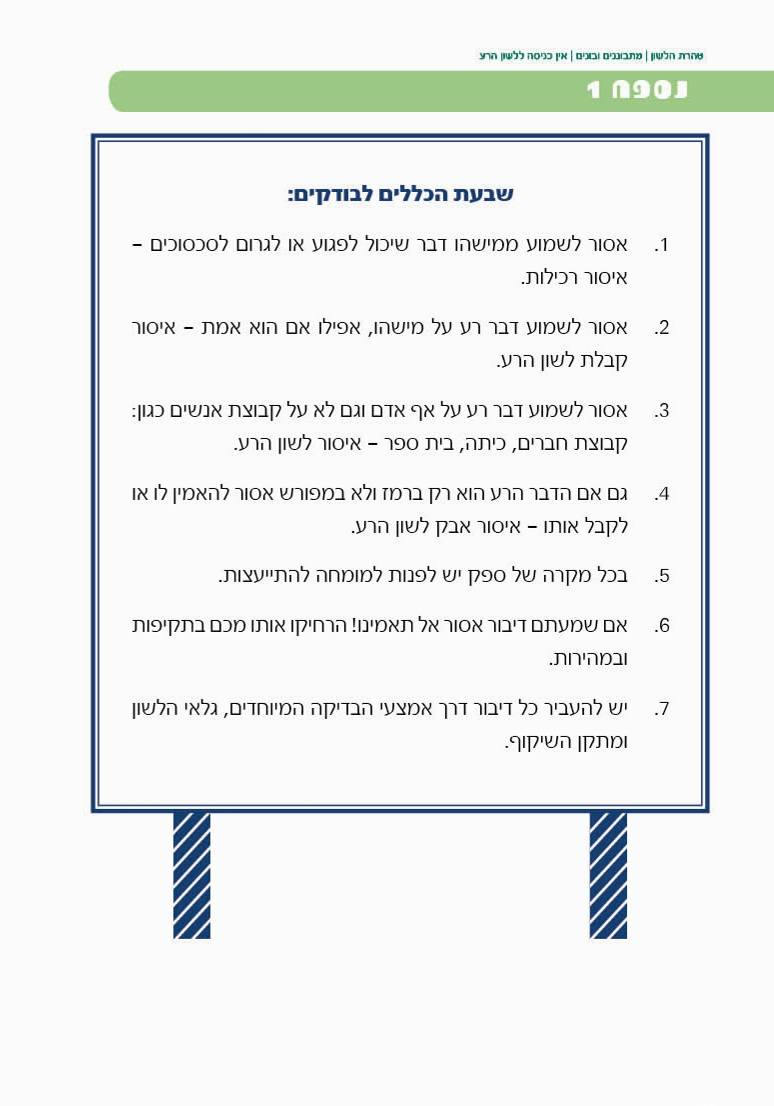 טהרת הלשון | מתבוננים ובונים | אין כניסה ללשון הרע
נספח 1
שבעת הכללים לבודקים:
1. אסור לשמוע ממישהו דבר שיכול לפגוע או לגרום לסכסוכים –
איסור רכילות.
2. אסור לשמוע דבר רע על מישהו, אפילו אם הוא אמת – איסור
קבלת לשון הרע.
3. אסור לשמוע דבר רע על אף אדם וגם לא על קבוצת אנשים כגון:
קבוצת חברים, כיתה, בית ספר – איסור לשון הרע.
4. גם אם הדבר הרע הוא רק ברמז ולא במפורש אסור להאמין לו או
לקבל אותו – איסור אבק לשון הרע.
5. בכל מקרה של ספק יש לפנות למומחה להתייעצות.
6. אם שמעתם דיבור אסור אל תאמינו! הרחיקו אותו מכם בתקיפות
ובמהירות.
7. יש להעביר כל דיבור דרך אמצעי הבדיקה המיוחדים, גלאי הלשון
ומתקן השיקוף.